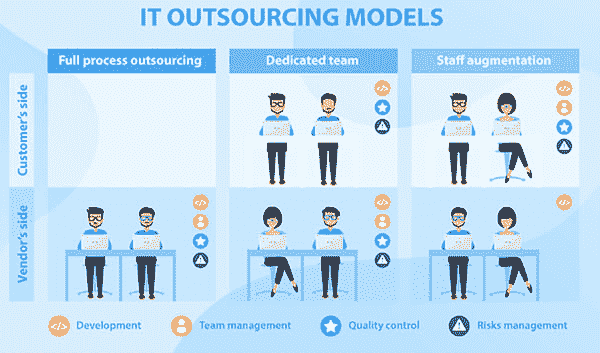 IT OUTSOURCING MODELS
Full process outsourcing
Dedicated team
Staff augmentation
Customer's side
Vendor's side
Development
Team management
Quality control
Risks management